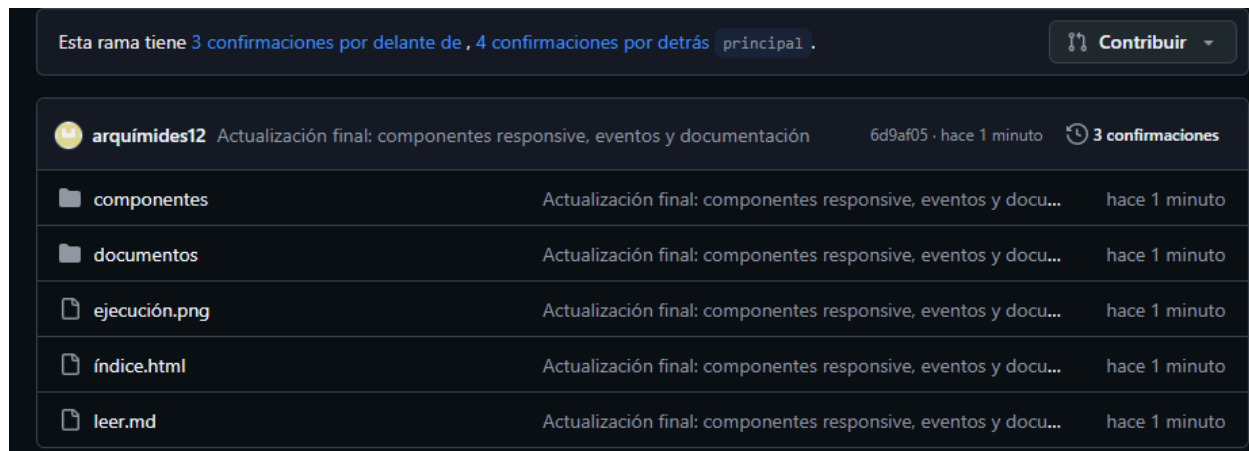 Esta rama tiene 3 confirmaciones por delante de , 4 confirmaciones por detrás principal .
Contribuir
arquímides12 Actualización final: componentes responsive, eventos y documentación 6d9af05 · hace 1 minuto 3 confirmaciones
componentes Actualización final: componentes responsive, eventos y docu... hace 1 minuto
documentos Actualización final: componentes responsive, eventos y docu... hace 1 minuto
ejecución.png Actualización final: componentes responsive, eventos y docu... hace 1 minuto
índice.html Actualización final: componentes responsive, eventos y docu... hace 1 minuto
leer.md Actualización final: componentes responsive, eventos y docu... hace 1 minuto